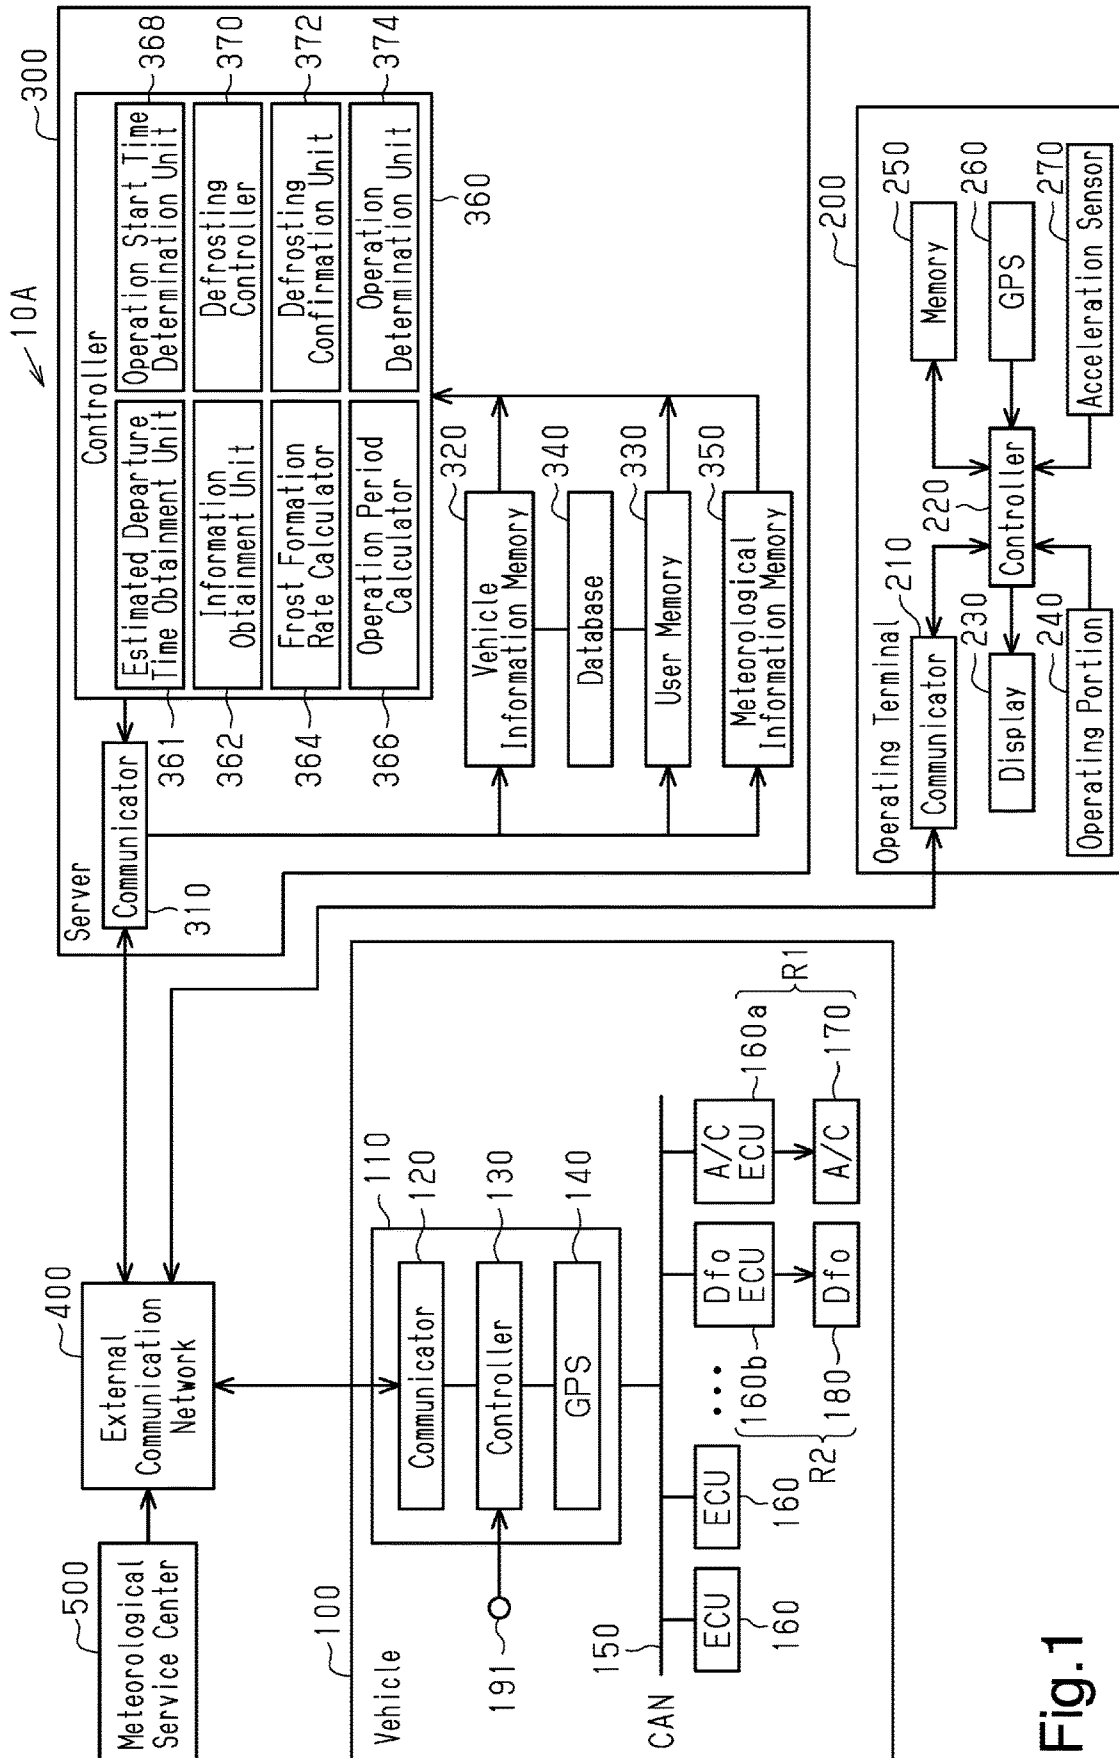 10A
500
Meteorological
Service Center
400
External
Communication
Network
Server
300
Communicator
310
Controller
Estimated Departure
Time Obtainment Unit
361
Operation Start Time
Determination Unit
368
Information
Obtainment Unit
362
Defrosting
Controller
370
Frost Formation
Rate Calculator
364
Defrosting
Confirmation Unit
372
Operation Period
Calculator
366
Operation
Determination Unit
374
360
Vehicle
Information Memory
320
Database
340
User Memory
330
Meteorological
Information Memory
350
100
Vehicle
110
Communicator
120
Controller
130
GPS
140
191
150
CAN
ECU
160
ECU
160
Dfo
ECU
160b
A/C
ECU
160a
R1
Dfo
180
A/C
170
R2
200
Operating Terminal
Communicator
210
Controller
220
Display
230
Operating Portion
240
Memory
250
GPS
260
Acceleration Sensor
270
Fig.1